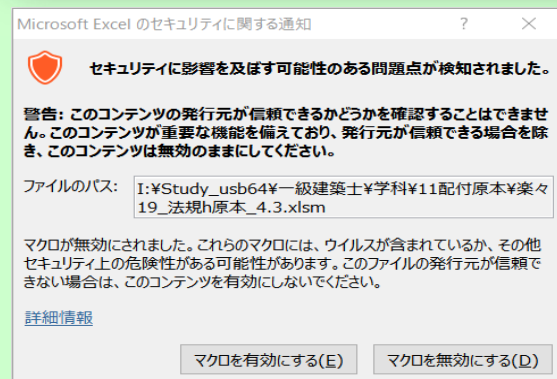 Microsoft Excel のセキュリティに関する通知
?
セキュリティに影響を及ぼす可能性のある問題点が検知されました。
警告: このコンテンツの発行元が信頼できるかどうかを確認することはできませ
ん。このコンテンツが重要な機能を備えており、発行元が信頼できる場合を除
き、このコンテンツは無効のままにしてください。
ファイルのパス: I:¥Study_usb64¥一級建築士¥学科¥11配付原本¥楽々
19_法規h原本_4.3.xlsm
マクロが無効にされました。これらのマクロには、ウイルスが含まれているか、その他
セキュリティ上の危険性がある可能性があります。このファイルの発行元が信頼で
きない場合は、このコンテンツを有効にしないでください。
詳細情報
マクロを有効にする(E) マクロを無効にする(D)